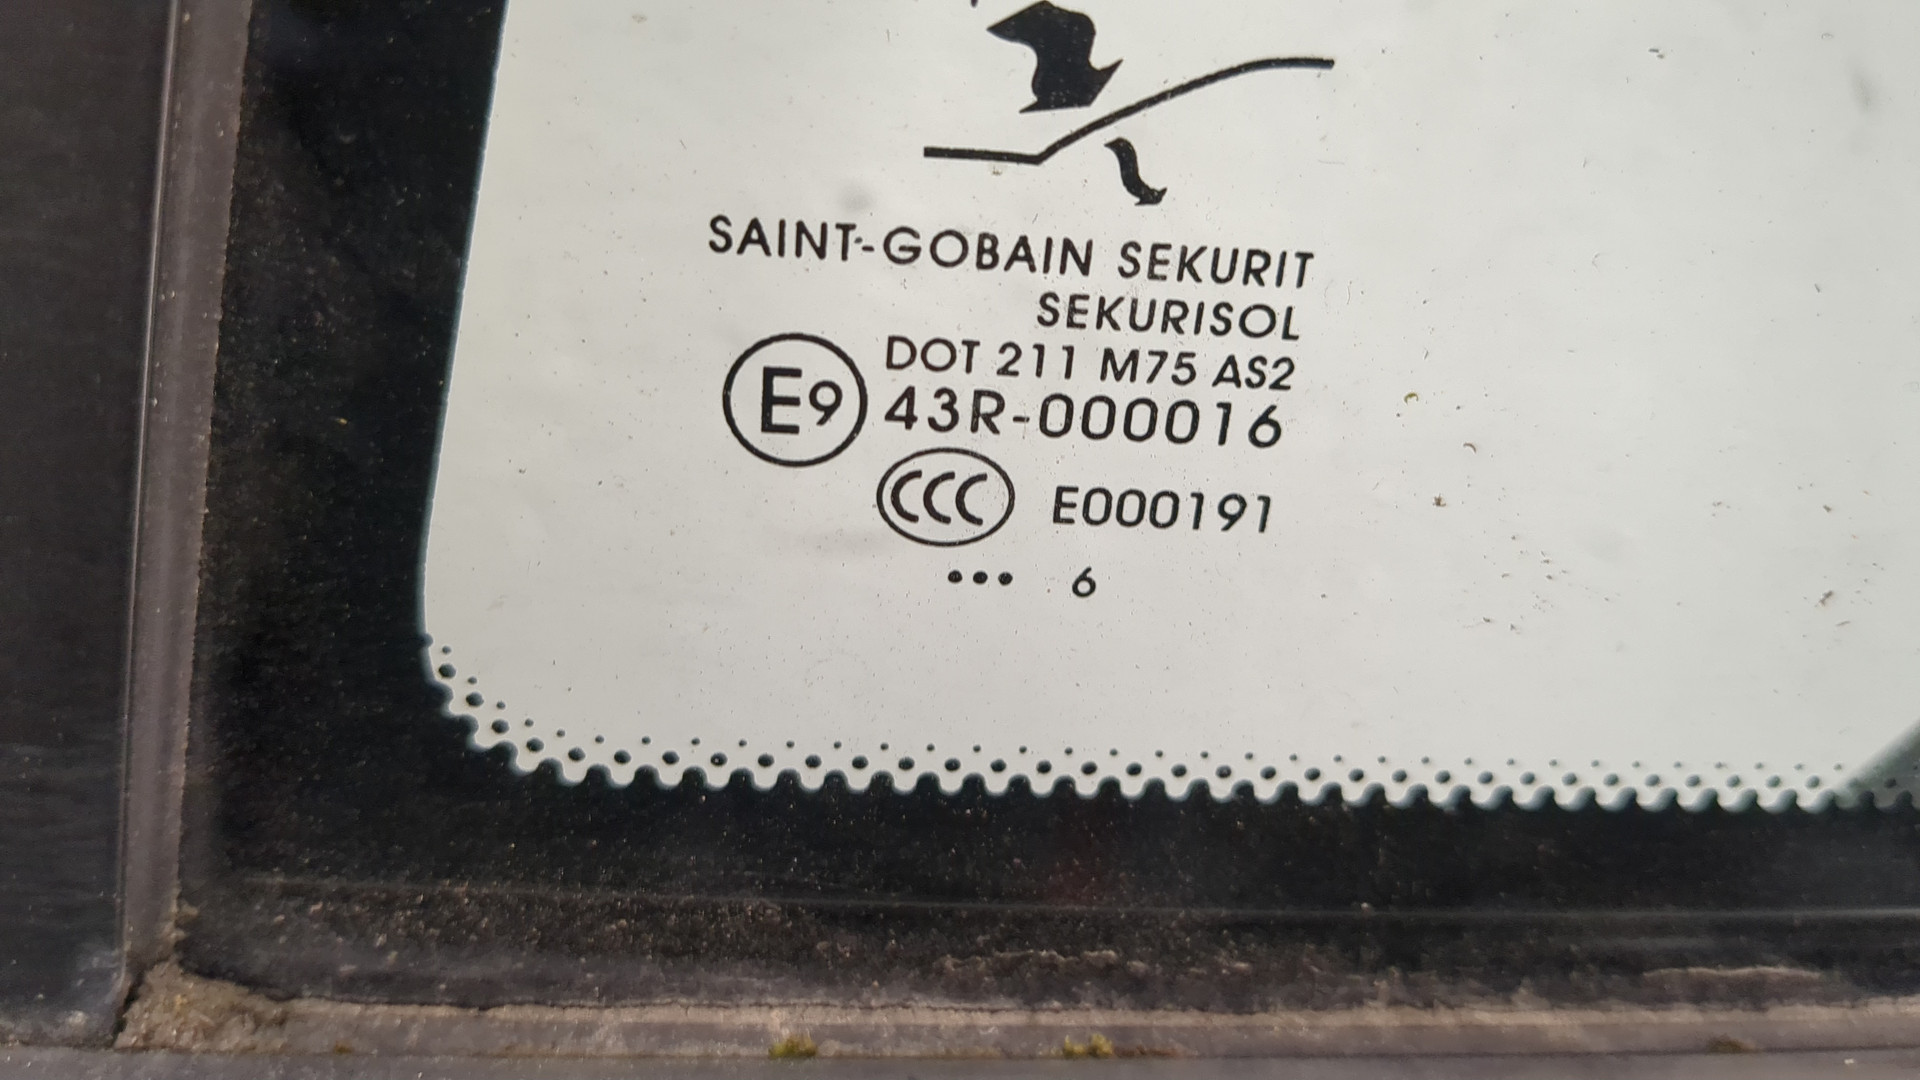 SAINT-GOBAIN SEKURIT
SEKURISOL
DOT 211 M75 AS2
E9 43R-000016
CCC E000191
••• 6